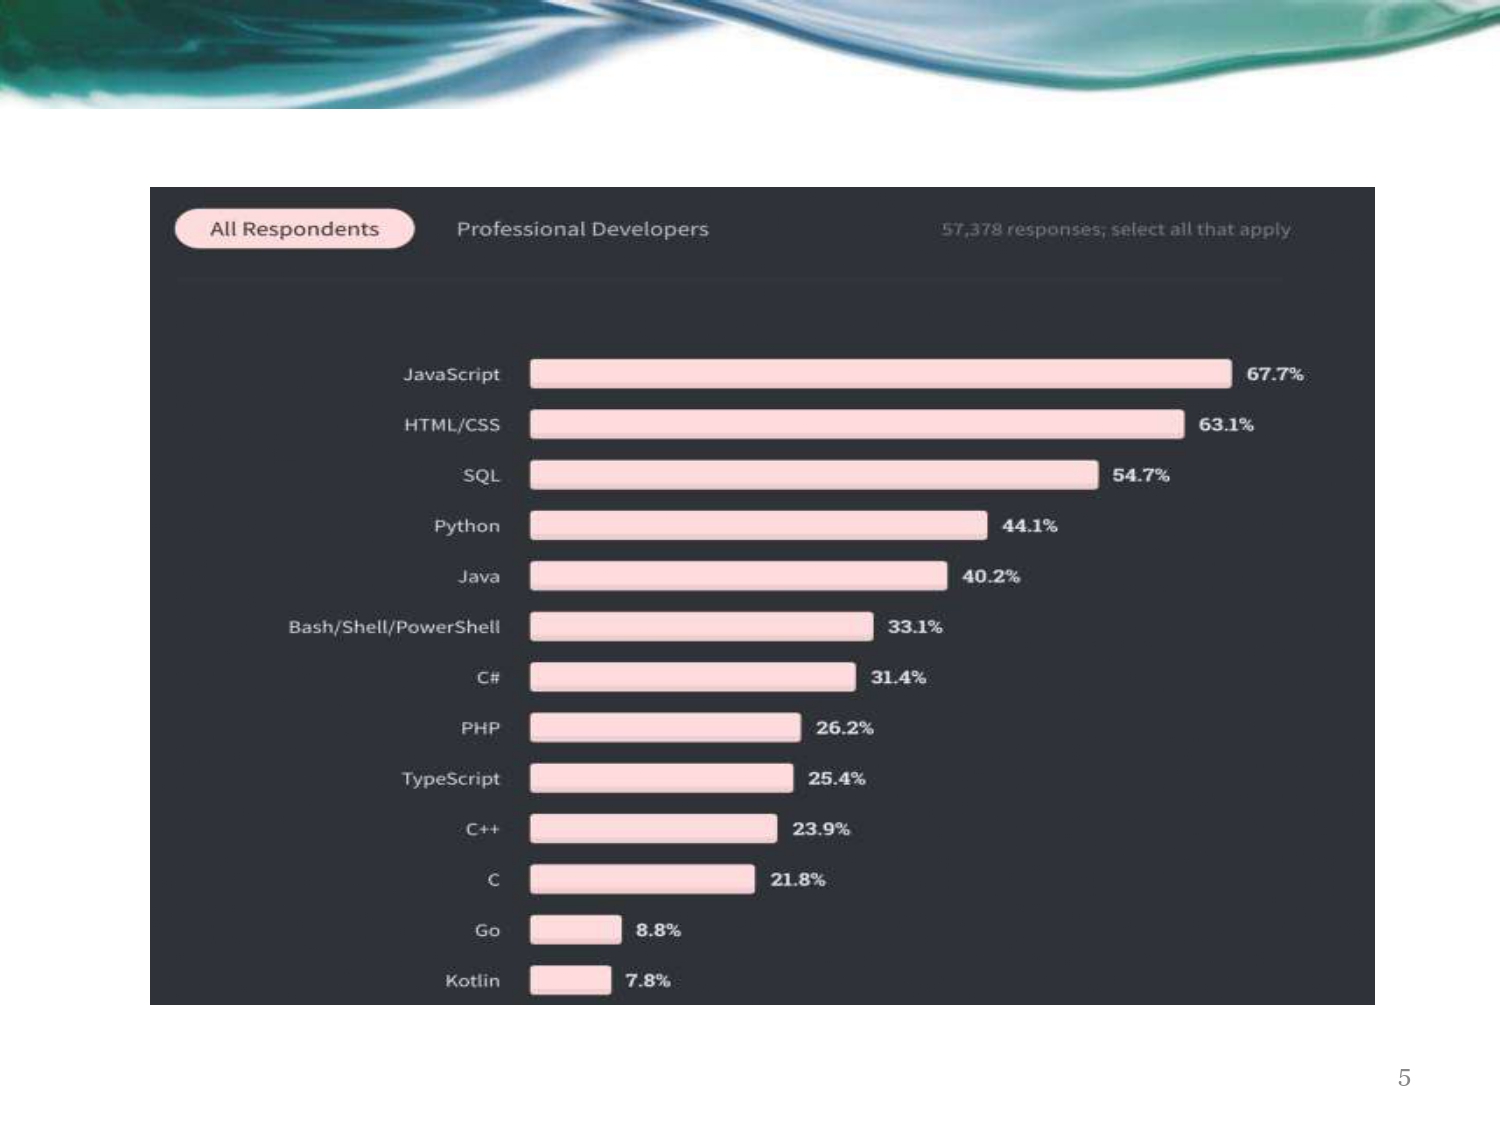 All Respondents Professional Developers 57,378 responses; select all that apply
JavaScript 67.7%
HTML/CSS 63.1%
SQL 54.7%
Python 44.1%
Java 40.2%
Bash/Shell/PowerShell 33.1%
C# 31.4%
PHP 26.2%
TypeScript 25.4%
C++ 23.9%
C 21.8%
Go 8.8%
Kotlin 7.8%
5